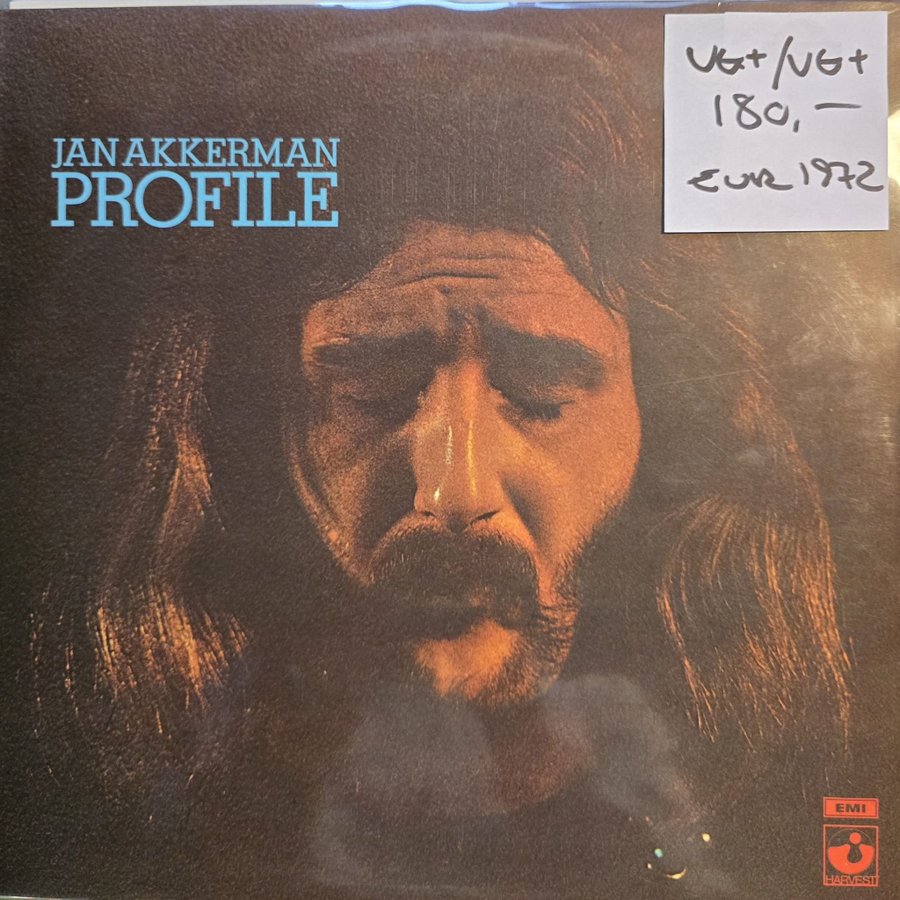 JAN AKKERMAN
PROFILE
VG+/VG+
180,-
EUR 1972
EMI
HARVEST